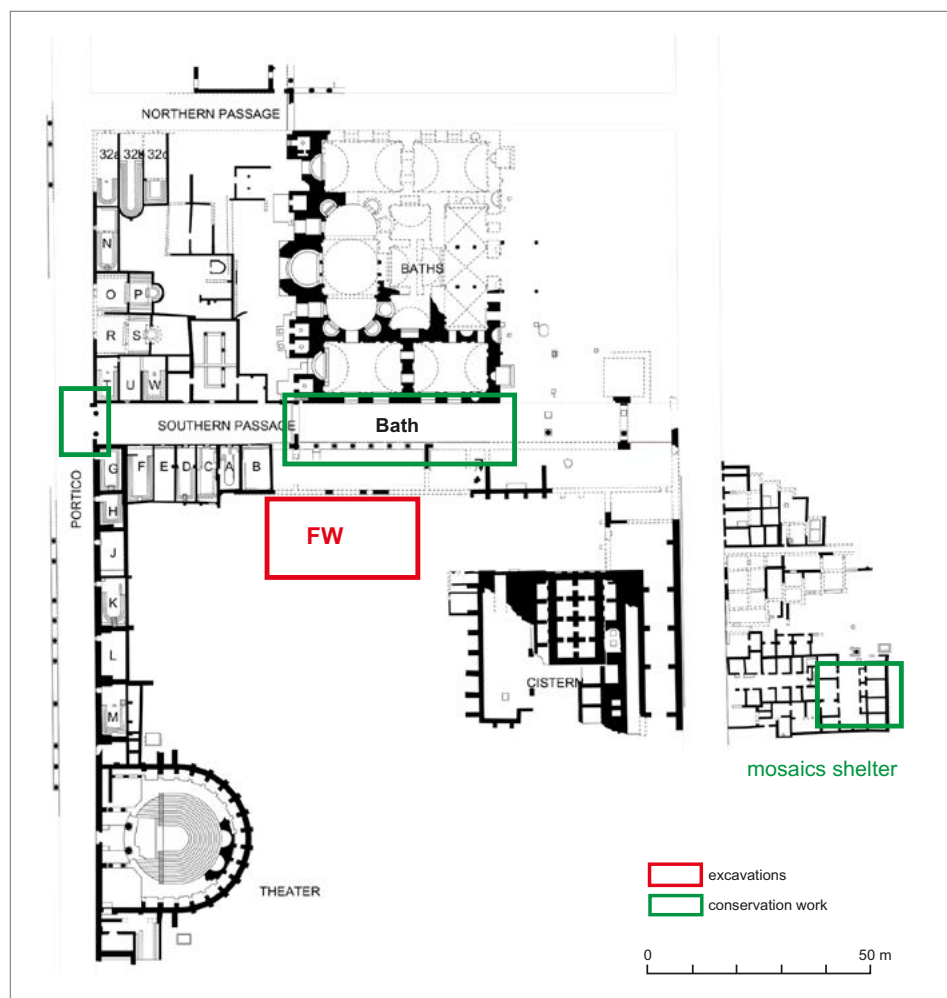 NORTHERN PASSAGE
32a 32b 32c
N
BATHS
O P
R S
T U W
SOUTHERN PASSAGE
Bath
G F E D C A B
PORTICO
H
FW
J
K
L
CISTERN
M
mosaics shelter
THEATER
excavations
conservation work
0 50 m